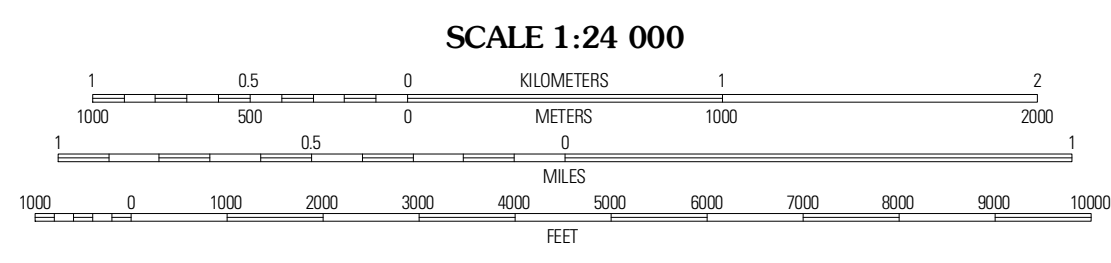 SCALE 1:24 000
1 0.5 0 KILOMETERS 1 2
1000 500 0 METERS 1000 2000
1 0.5 0 1
MILES
1000 0 1000 2000 3000 4000 5000 6000 7000 8000 9000 10000
FEET